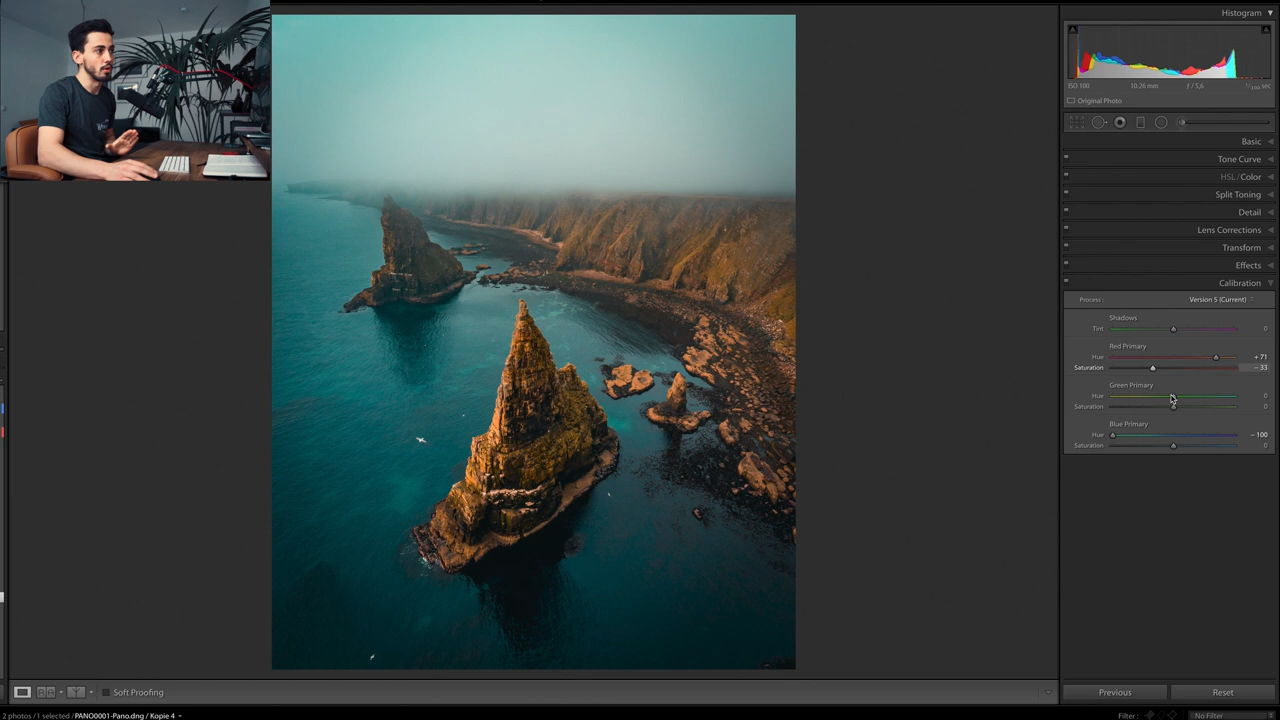 Histogram
ISO 100 10.26 mm ƒ / 5,6 1/100 SEC
Original Photo
Basic
Tone Curve
HSL / Color
Split Toning
Detail
Lens Corrections
Transform
Effects
Calibration
Process : Version 5 (Current)
Shadows
Tint 0
Red Primary
Hue + 71
Saturation – 33
Green Primary
Hue 0
Saturation 0
Blue Primary
Hue – 100
Saturation 0
Soft Proofing
Previous Reset
2 photos / 1 selected / PANO0001-Pano.dng / Kopie 4
Filter : No Filter